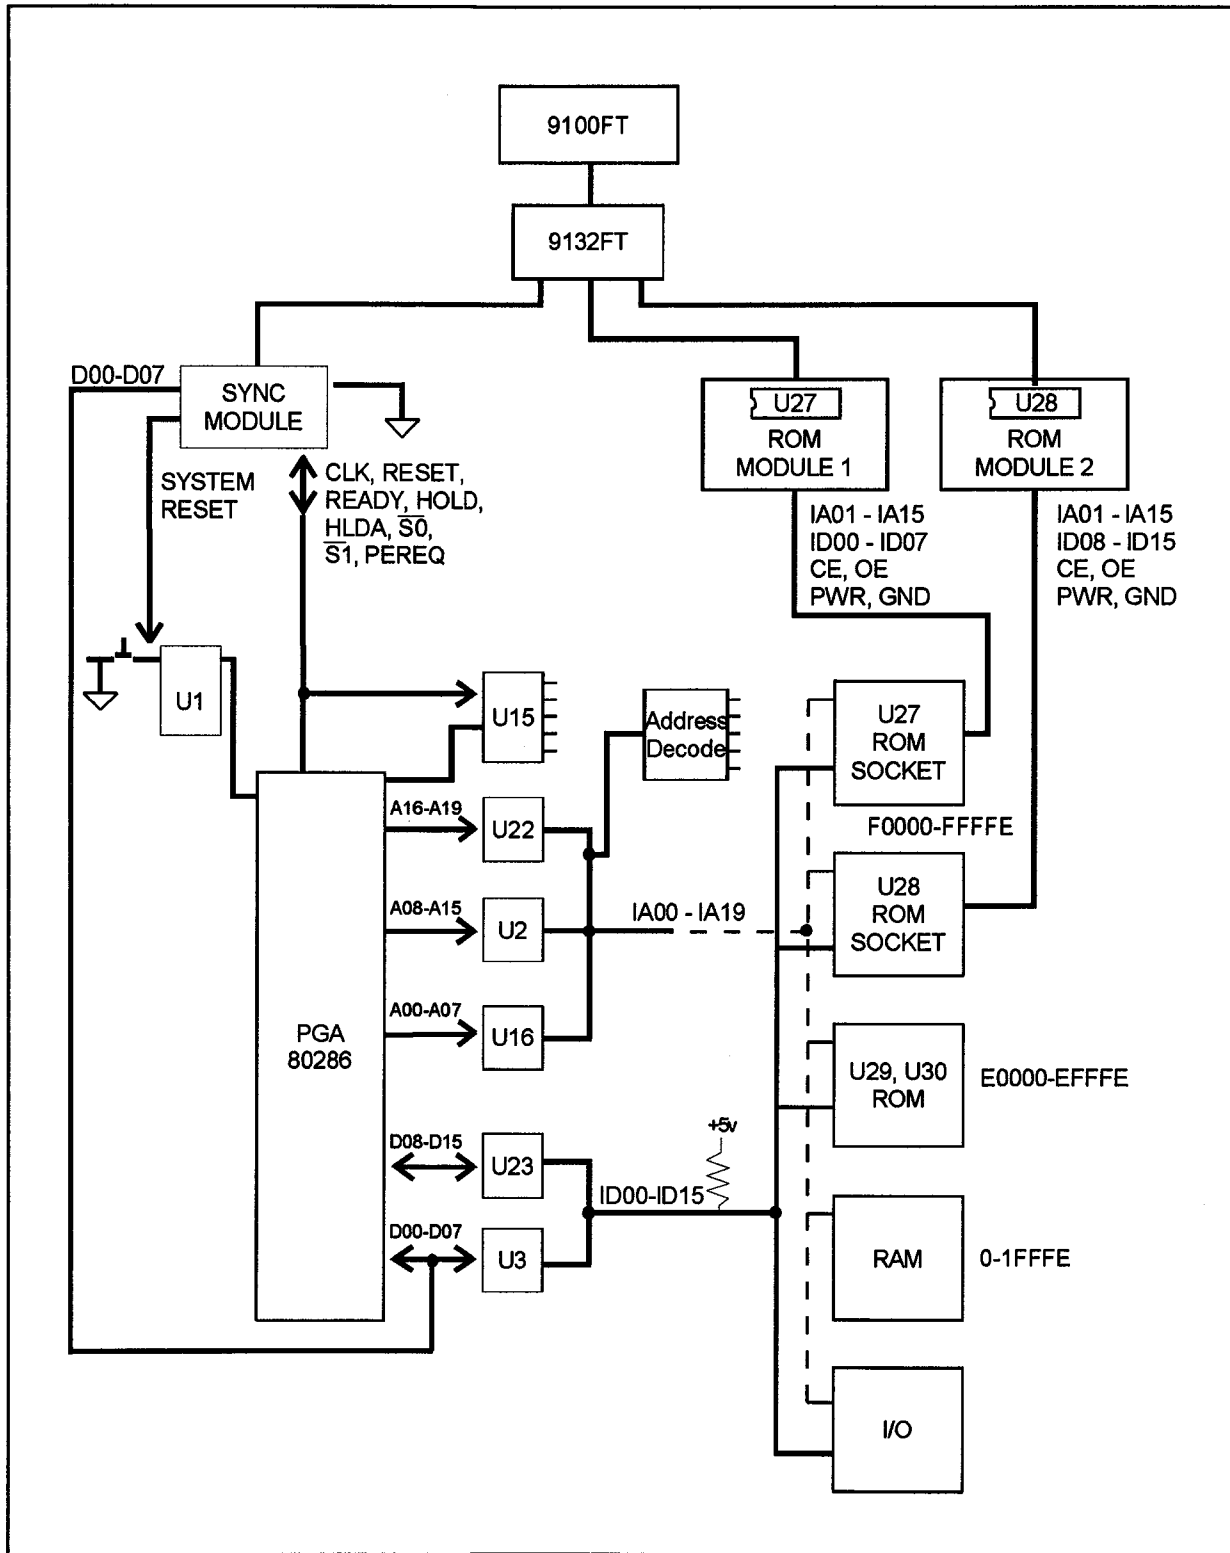 9100FT
9132FT
D00-D07
SYNC
MODULE
U27
ROM
MODULE 1
U28
ROM
MODULE 2
SYSTEM
RESET
CLK, RESET,
READY, HOLD,
HLDA, S̅0̅,
S̅1, PEREQ
IA01 - IA15
ID00 - ID07
CE, OE
PWR, GND
IA01 - IA15
ID08 - ID15
CE, OE
PWR, GND
U1
U15
Address
Decode
U27
ROM
SOCKET
F0000-FFFFE
A16-A19
U22
A08-A15
U2
IA00 - IA19
U28
ROM
SOCKET
A00-A07
U16
PGA
80286
U29, U30
ROM
E0000-EFFFE
D08-D15
U23
+5v
ID00-ID15
D00-D07
U3
RAM
0-1FFFE
I/O